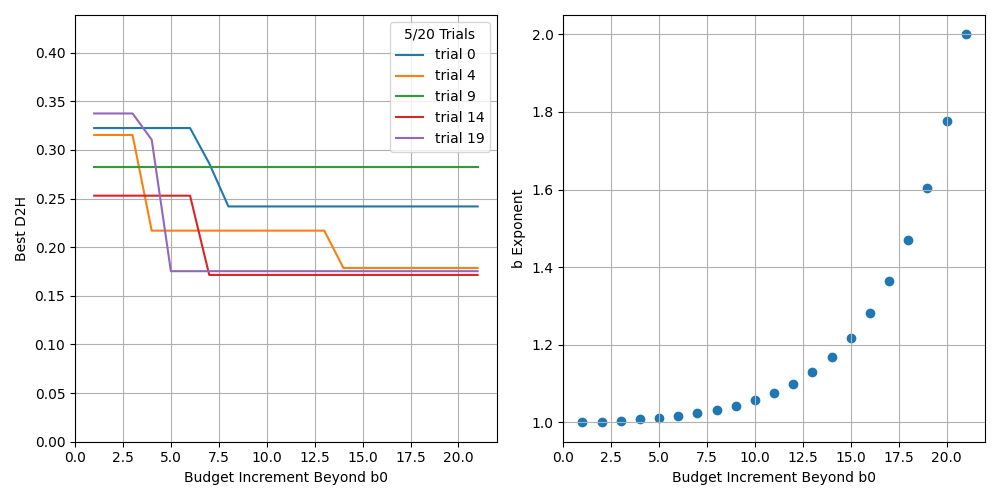 5/20 Trials
trial 0
trial 4
trial 9
trial 14
trial 19
Best D2H
0.40
0.35
0.30
0.25
0.20
0.15
0.10
0.05
0.00
0.0 2.5 5.0 7.5 10.0 12.5 15.0 17.5 20.0
Budget Increment Beyond b0
b Exponent
2.0
1.8
1.6
1.4
1.2
1.0
0.0 2.5 5.0 7.5 10.0 12.5 15.0 17.5 20.0
Budget Increment Beyond b0